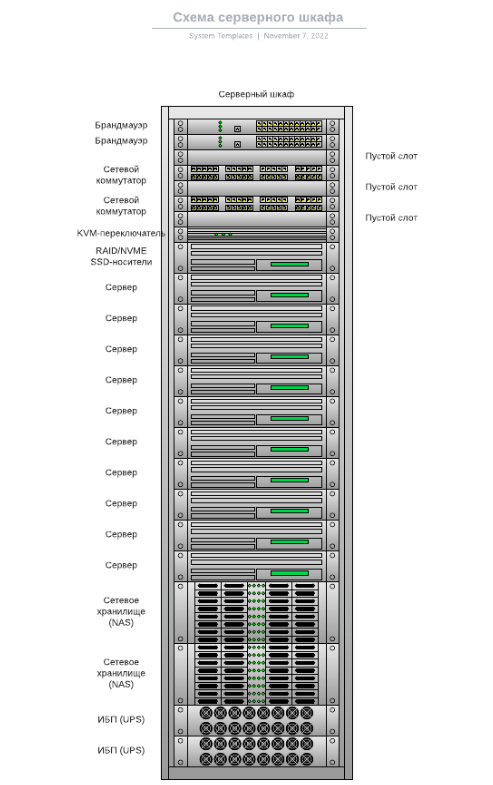 Схема серверного шкафа
System Templates | November 7, 2022
Серверный шкаф
Брандмауэр
Брандмауэр
Пустой слот
Сетевой
коммутатор
Пустой слот
Сетевой
коммутатор
Пустой слот
KVM-переключатель
RAID/NVME
SSD-носители
Сервер
Сервер
Сервер
Сервер
Сервер
Сервер
Сервер
Сервер
Сервер
Сервер
Сетевое
хранилище
(NAS)
Сетевое
хранилище
(NAS)
ИБП (UPS)
ИБП (UPS)